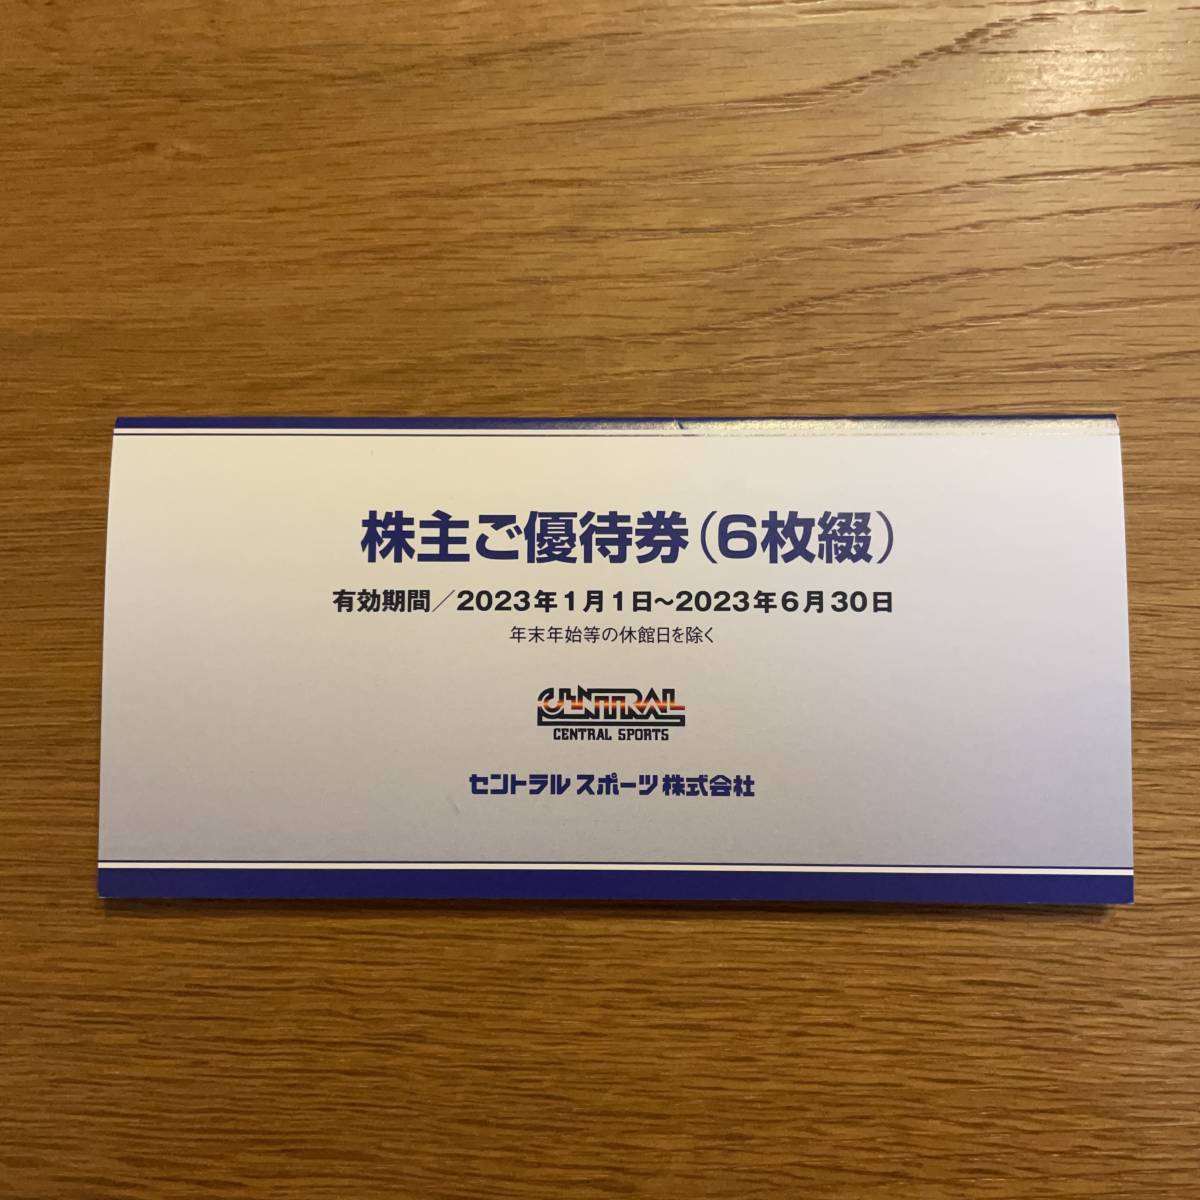 株主ご優待券(6枚綴)
有効期間／2023年1月1日～2023年6月30日
年末年始等の休館日を除く
CENTRAL
CENTRAL SPORTS
セントラルスポーツ株式会社